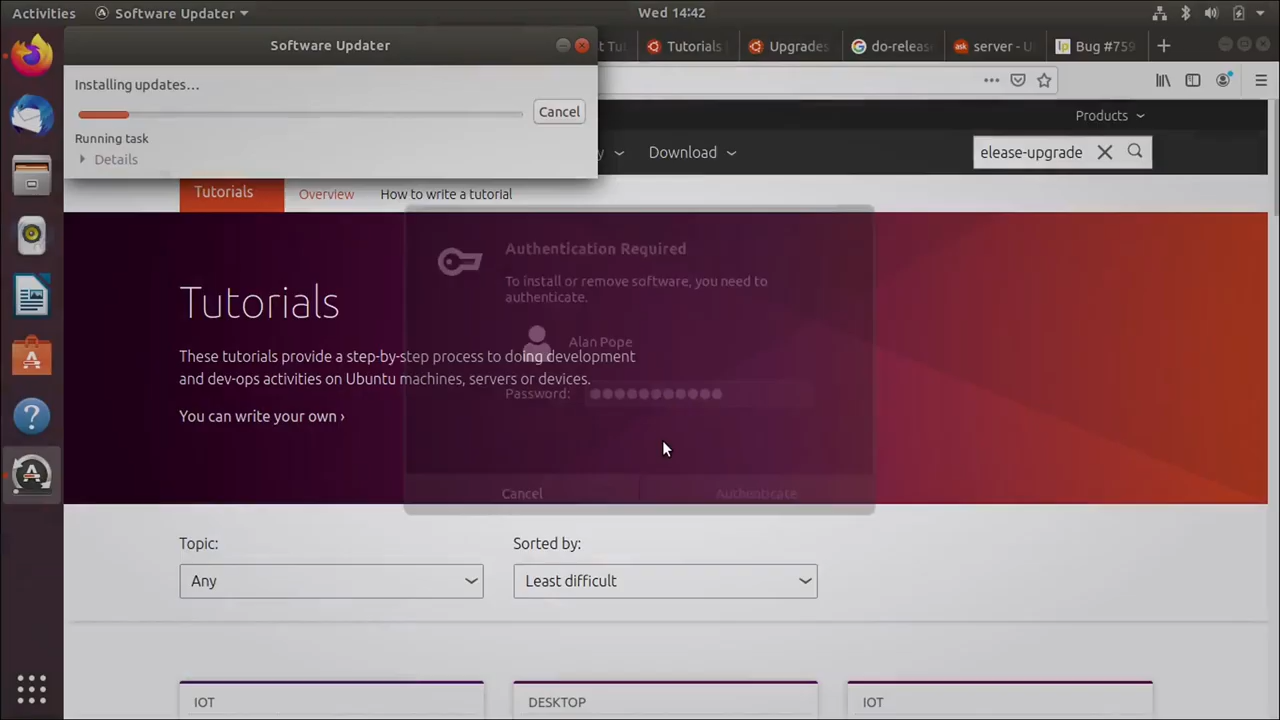 Activities
Software Updater
Wed 14:42
Software Updater
Installing updates…
Cancel
Running task
Details
Tutorials
Upgrades
do-releas
server - U
Bug #759
Products
Download
elease-upgrade
Tutorials
Overview
How to write a tutorial
Tutorials
These tutorials provide a step-by-step process to doing development
and dev-ops activities on Ubuntu machines, servers or devices.
You can write your own ›
Authentication Required
To install or remove software, you need to
authenticate.
Alan Pope
Password:
Cancel
Authenticate
Topic:
Sorted by:
Any
Least difficult
IOT
DESKTOP
IOT